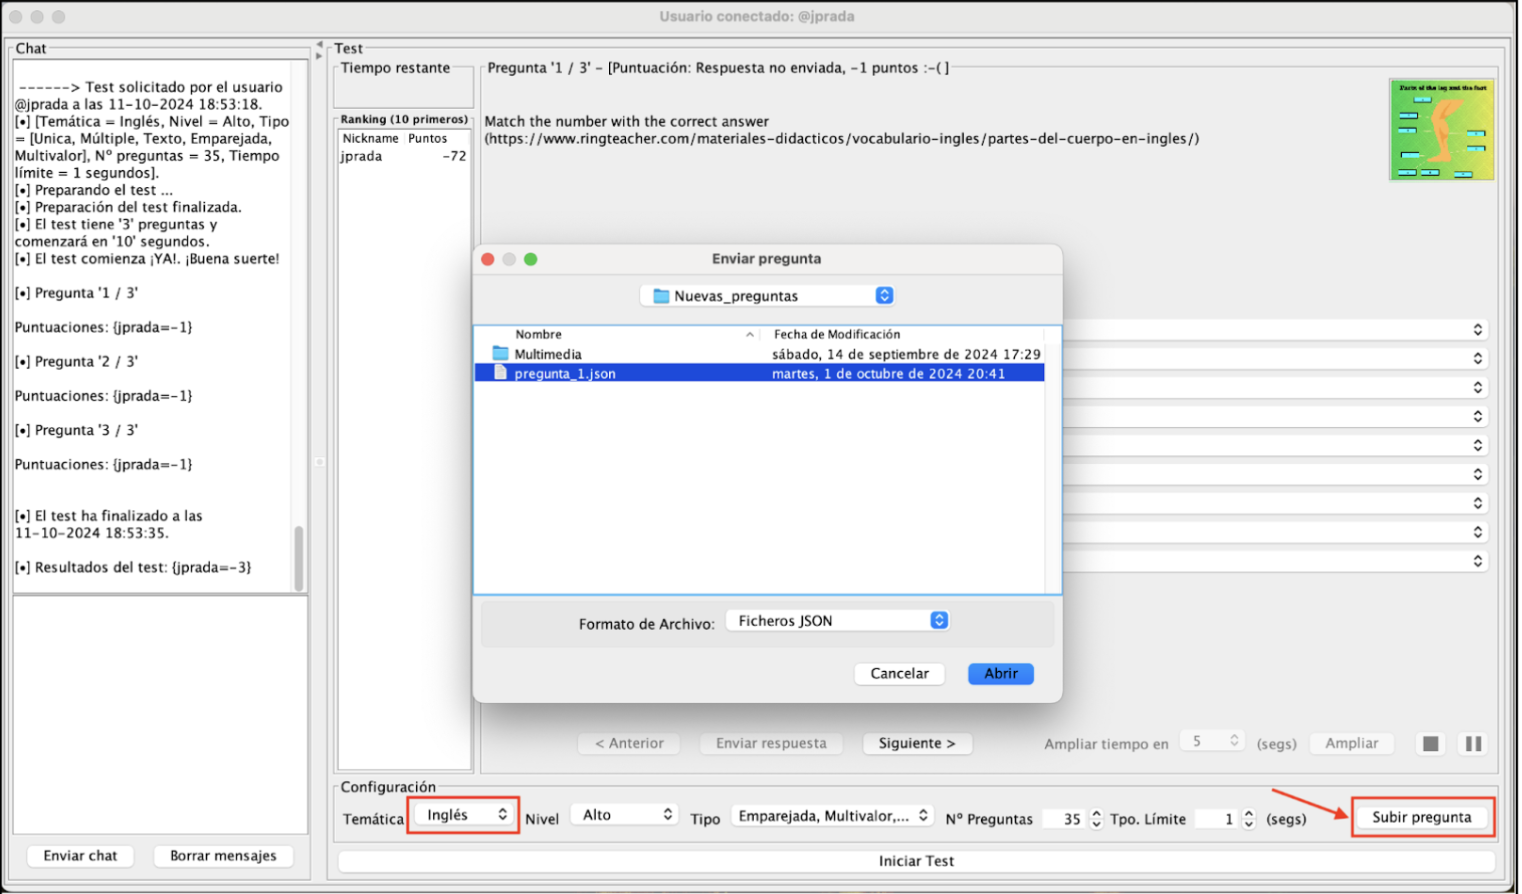 Usuario conectado: @jprada
Chat
------> Test solicitado por el usuario
@jprada a las 11-10-2024 18:53:18.
[•] [Temática = Inglés, Nivel = Alto, Tipo
= [Unica, Múltiple, Texto, Emparejada,
Multivalor], Nº preguntas = 35, Tiempo
límite = 1 segundos].
[•] Preparando el test ...
[•] Preparación del test finalizada.
[•] El test tiene '3' preguntas y
comenzará en '10' segundos.
[•] El test comienza ¡YA!. ¡Buena suerte!
[•] Pregunta '1 / 3'
Puntuaciones: {jprada=-1}
[•] Pregunta '2 / 3'
Puntuaciones: {jprada=-1}
[•] Pregunta '3 / 3'
Puntuaciones: {jprada=-1}
[•] El test ha finalizado a las
11-10-2024 18:53:35.
[•] Resultados del test: {jprada=-3}
Enviar chat
Borrar mensajes
Test
Tiempo restante
Ranking (10 primeros)
Nickname Puntos
jprada -72
Pregunta '1 / 3' - [Puntuación: Respuesta no enviada, -1 puntos :-( ]
Match the number with the correct answer
(https://www.ringteacher.com/materiales-didacticos/vocabulario-ingles/partes-del-cuerpo-en-ingles/)
Parts of the leg and the foot
Enviar pregunta
Nuevas_preguntas
Nombre Fecha de Modificación
Multimedia sábado, 14 de septiembre de 2024 17:29
pregunta_1.json martes, 1 de octubre de 2024 20:41
Formato de Archivo: Ficheros JSON
Cancelar Abrir
< Anterior Enviar respuesta Siguiente > Ampliar tiempo en 5 (segs) Ampliar
Configuración
Temática Inglés Nivel Alto Tipo Emparejada, Multivalor,... Nº Preguntas 35 Tpo. Límite 1 (segs) Subir pregunta
Iniciar Test